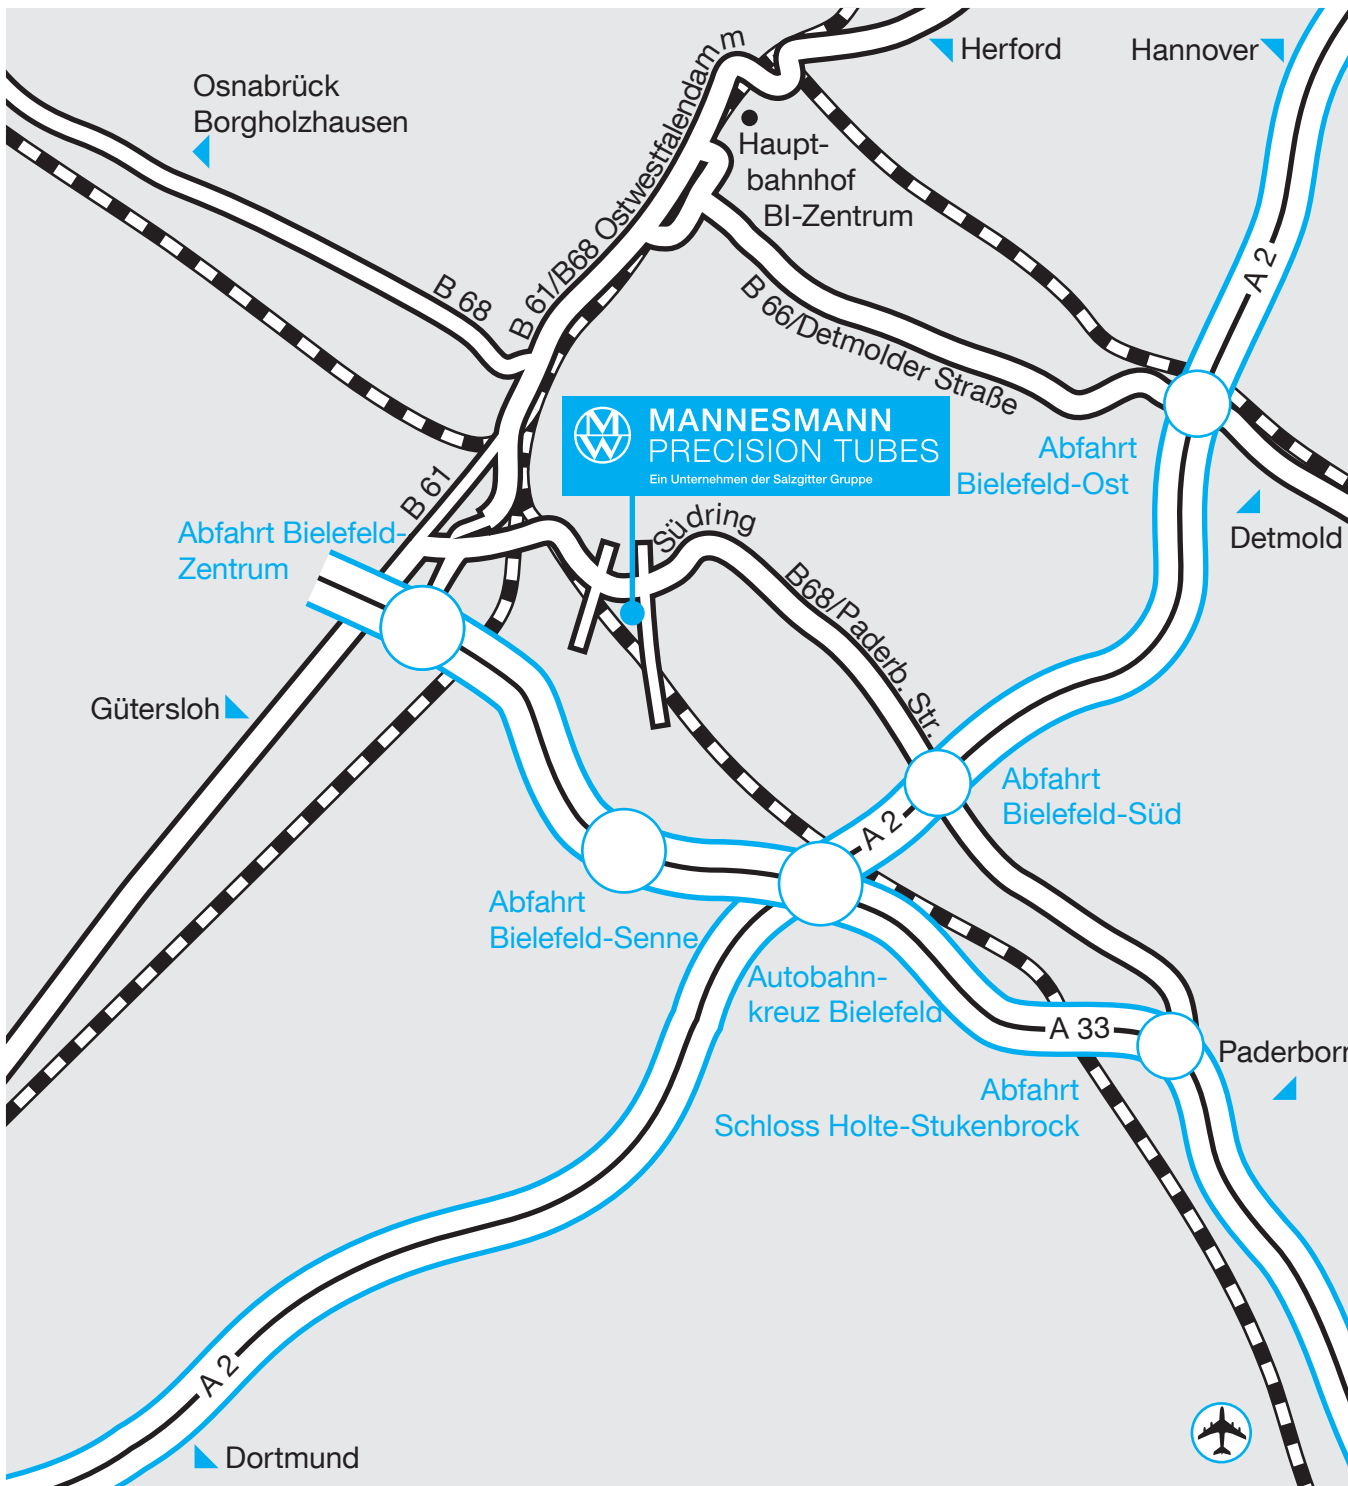 Herford
Hannover
Osnabrück
Borgholzhausen
B 61/B68 Ostwestfalendamm
Haupt-
bahnhof
BI-Zentrum
A 2
B 68
B 66/Detmolder Straße
MANNESMANN
PRECISION TUBES
Ein Unternehmen der Salzgitter Gruppe
MW
Abfahrt
Bielefeld-Ost
B 61
Südring
Detmold
Abfahrt Bielefeld-
Zentrum
B68/Paderb. Str.
Gütersloh
Abfahrt
Bielefeld-Süd
A 2
Abfahrt
Bielefeld-Senne
Autobahn-
kreuz Bielefeld
A 33
Paderborn
Abfahrt
Schloss Holte-Stukenbrock
A 2
Dortmund